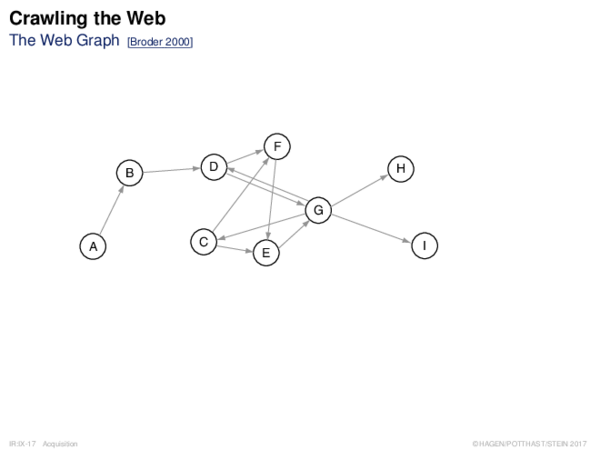 Crawling the Web
The Web Graph [Broder 2000]
F
D
H
B
G
C
A
E
I
IR:IX-17 Acquisition
©HAGEN/POTTHAST/STEIN 2017